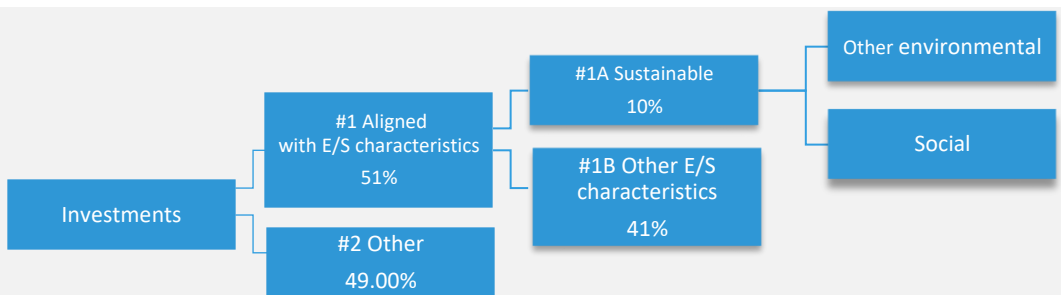 Investments
#1 Aligned
with E/S characteristics
51%
#2 Other
49.00%
#1A Sustainable
10%
#1B Other E/S
characteristics
41%
Other environmental
Social